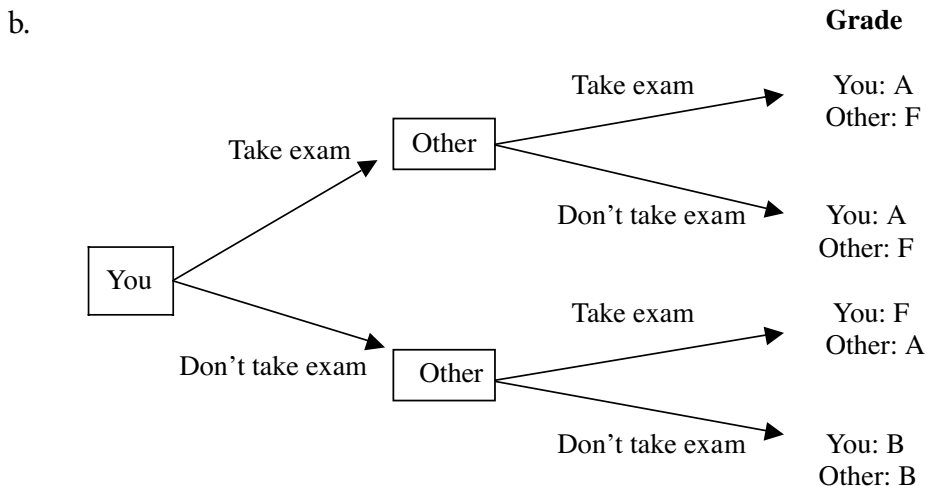 b.
Grade
Take exam
You: A
Other: F
Other
Take exam
Don't take exam
You: A
Other: F
You
Take exam
You: F
Other: A
Don't take exam
Other
Don't take exam
You: B
Other: B